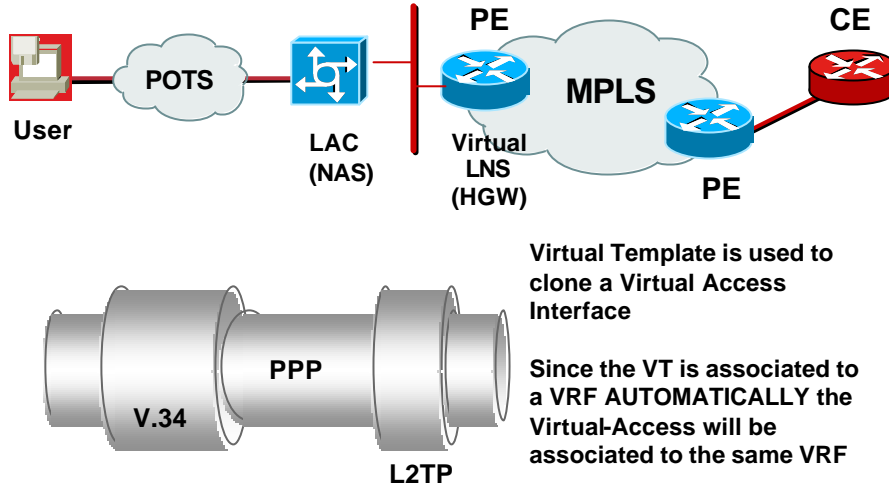 PE
CE
POTS
MPLS
User
LAC
(NAS)
Virtual
LNS
(HGW)
PE
Virtual Template is used to
clone a Virtual Access
Interface
Since the VT is associated to
a VRF AUTOMATICALLY the
Virtual-Access will be
associated to the same VRF
PPP
V.34
L2TP